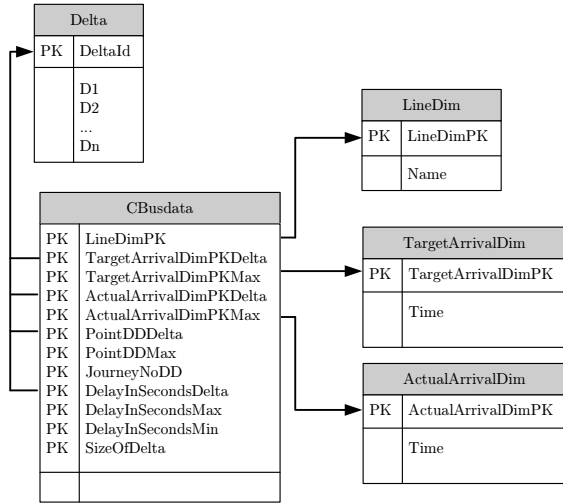 Delta
PK DeltaId
D1
D2
...
Dn
LineDim
PK LineDimPK
Name
CBusdata
PK LineDimPK
PK TargetArrivalDimPKDelta
PK TargetArrivalDimPKMax
PK ActualArrivalDimPKDelta
PK ActualArrivalDimPKMax
PK PointDDDelta
PK PointDDMax
PK JourneyNoDD
PK DelayInSecondsDelta
PK DelayInSecondsMax
PK DelayInSecondsMin
PK SizeOfDelta
TargetArrivalDim
PK TargetArrivalDimPK
Time
ActualArrivalDim
PK ActualArrivalDimPK
Time